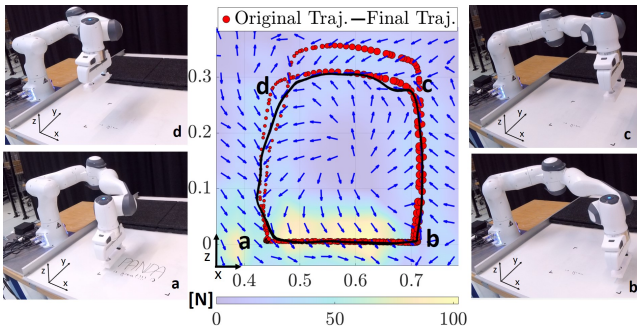 Original Traj. Final Traj.
z y x d
z y x c
d c
0.3
0.2
0.1
0
a b
z
x
0.4 0.5 0.6 0.7
z y x PANDA a
z y x b
[N]
0 50 100